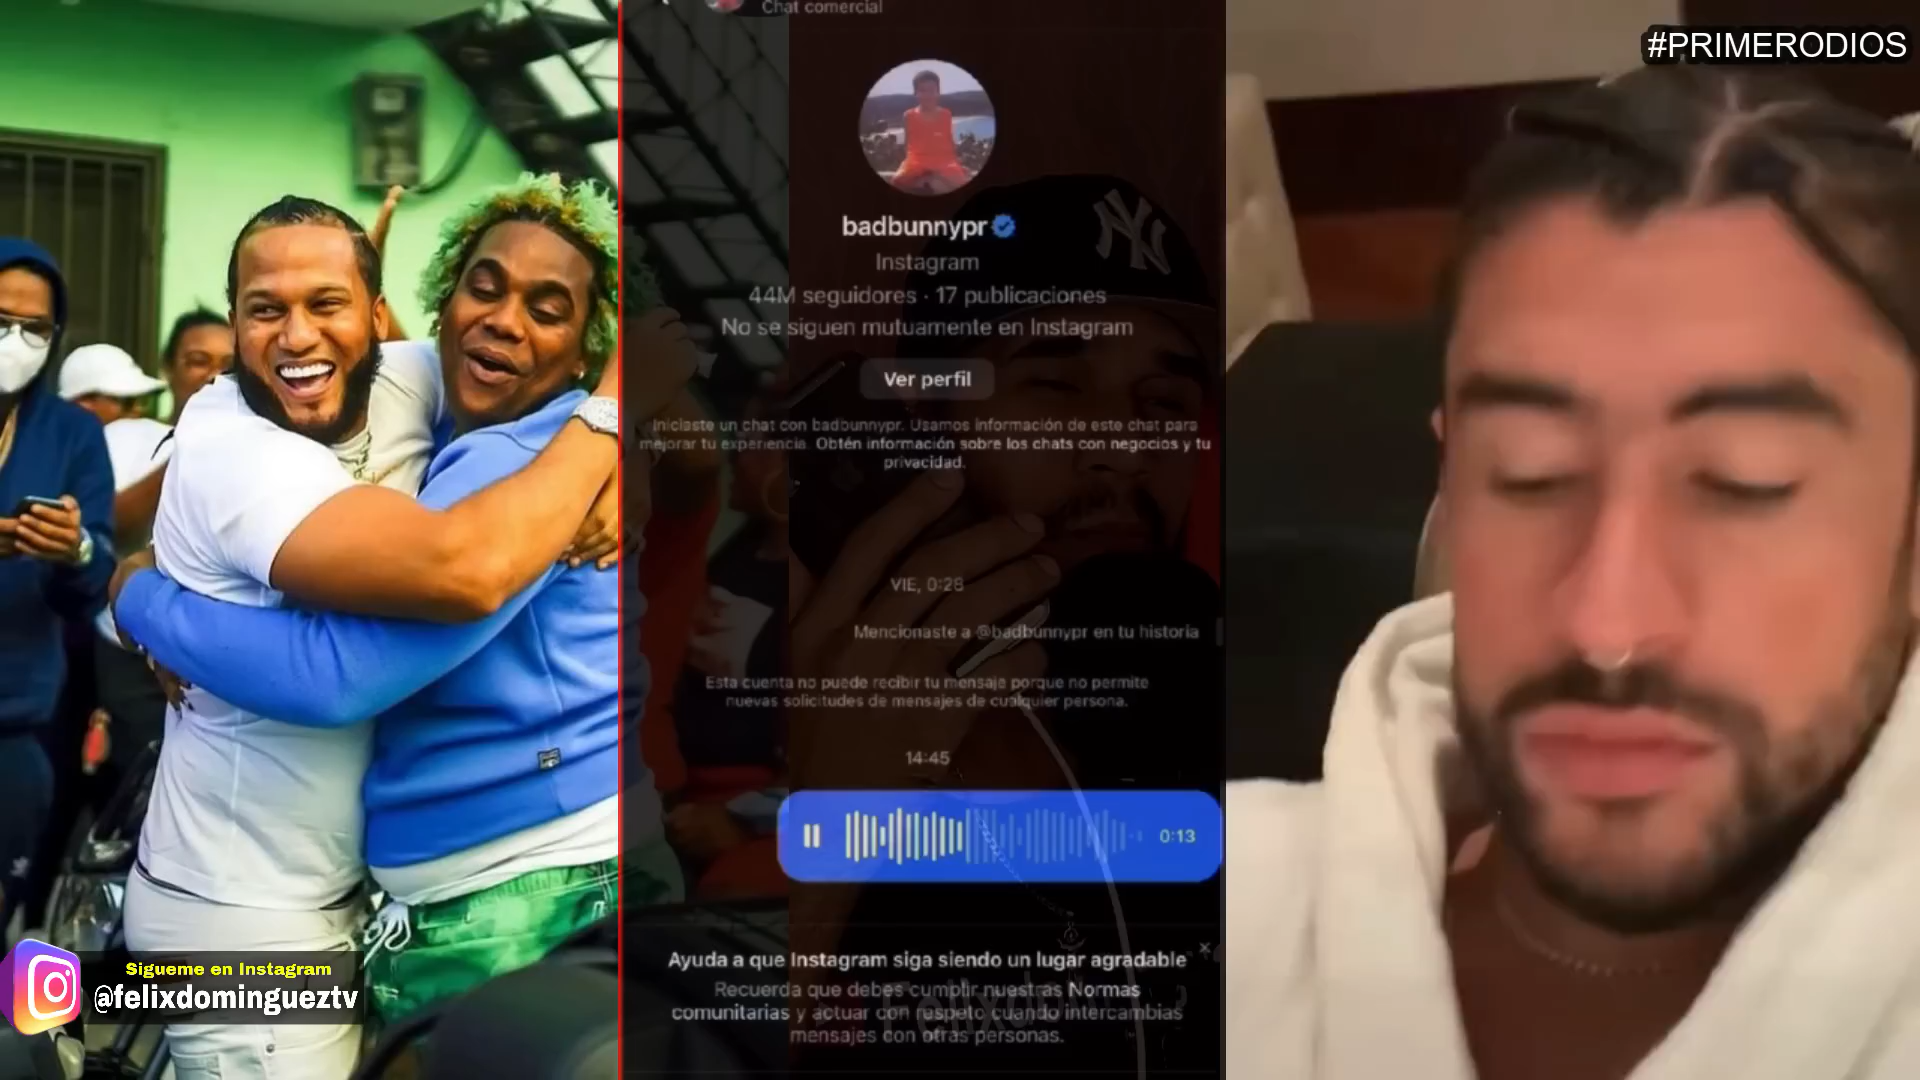 #PRIMERODIOS
Chat comercial
badbunnypr
Instagram
44M seguidores · 17 publicaciones
No se siguen mutuamente en Instagram
Ver perfil
Iniciaste un chat con badbunnypr. Usamos información de este chat para
mejorar tu experiencia. Obtén información sobre los chats con negocios y tu
privacidad.
VIE, 0:28
Mencionaste a @badbunnypr en tu historia
Esta cuenta no puede recibir tu mensaje porque no permite
nuevas solicitudes de mensajes de cualquier persona.
14:45
0:13
Ayuda a que Instagram siga siendo un lugar agradable
Recuerda que debes cumplir nuestras Normas
comunitarias y actuar con respeto cuando intercambias
mensajes con otras personas.
Sigueme en Instagram
@felixdomingueztv
NY